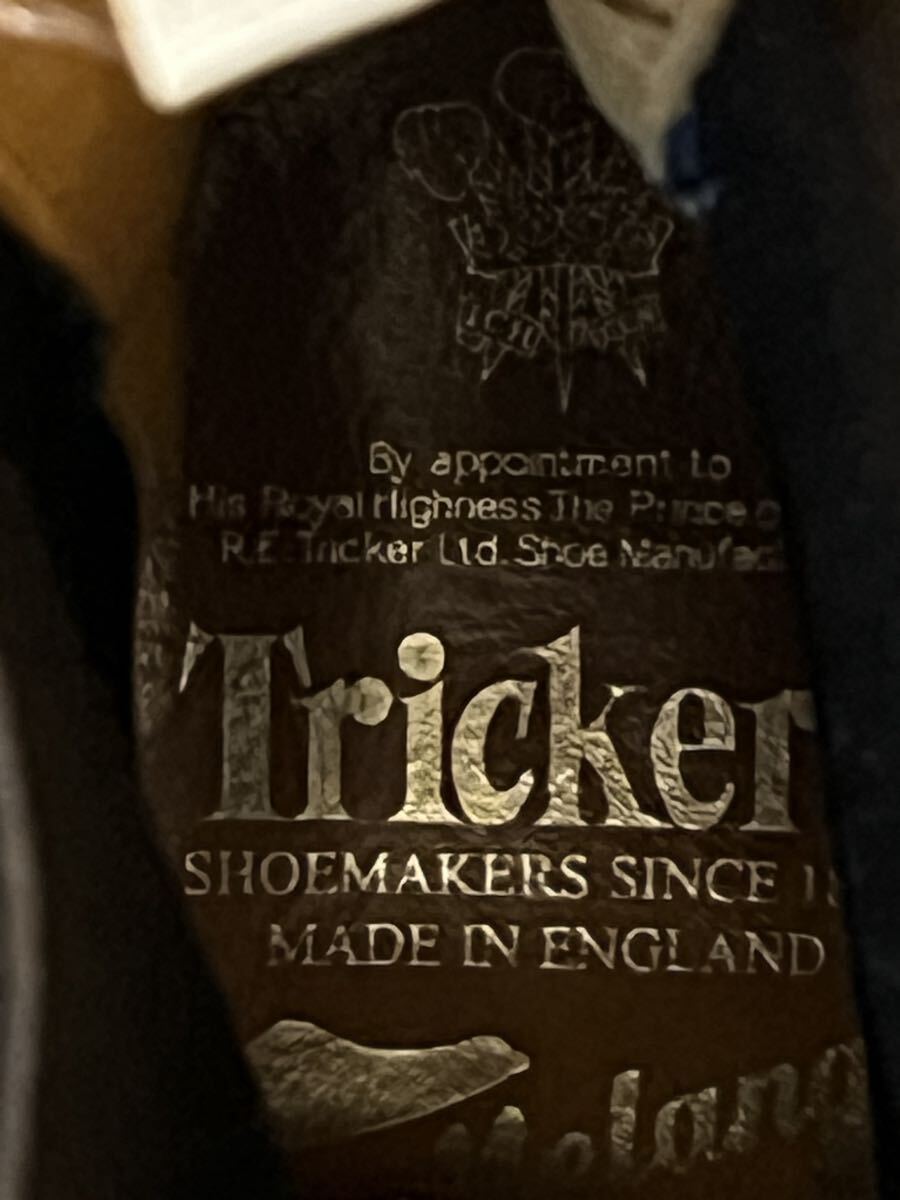 By appointment to
His Royal Highness The Prince o
R.E. Tricker Ltd. Shoe Manufac
Tricker
SHOEMAKERS SINCE 1
MADE IN ENGLAND